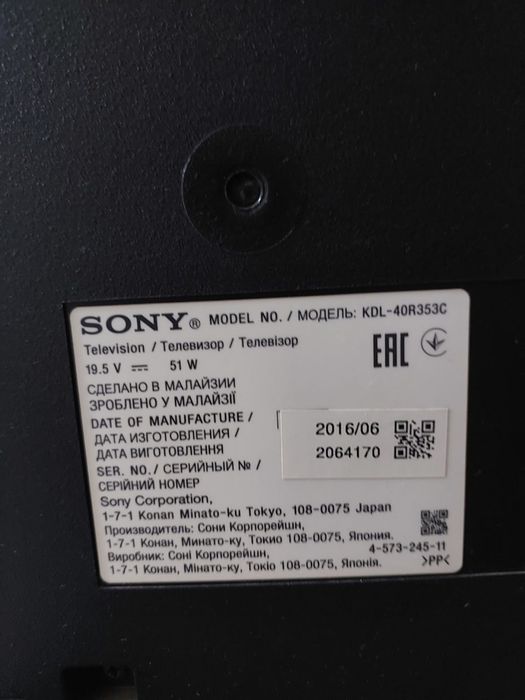 SONY® MODEL NO. / МОДЕЛЬ: KDL-40R353C
Television / Телевизор / Телевізор
19.5 V ⎓ 51 W
EAC
СДЕЛАНО В МАЛАЙЗИИ
ЗРОБЛЕНО У МАЛАЙЗІЇ
DATE OF MANUFACTURE /
ДАТА ИЗГОТОВЛЕНИЯ /
ДАТА ВИГОТОВЛЕННЯ
2016/06
2064170
SER. NO. / СЕРИЙНЫЙ № /
СЕРІЙНИЙ НОМЕР
Sony Corporation,
1-7-1 Konan Minato-ku Tokyo, 108-0075 Japan
Производитель: Сони Корпорейшн,
1-7-1 Конан, Минато-ку, Токио 108-0075, Япония.
Виробник: Соні Корпорейшн,
1-7-1 Конан, Мінато-ку, Токіо 108-0075, Японія.
4-573-245-11
>PP<